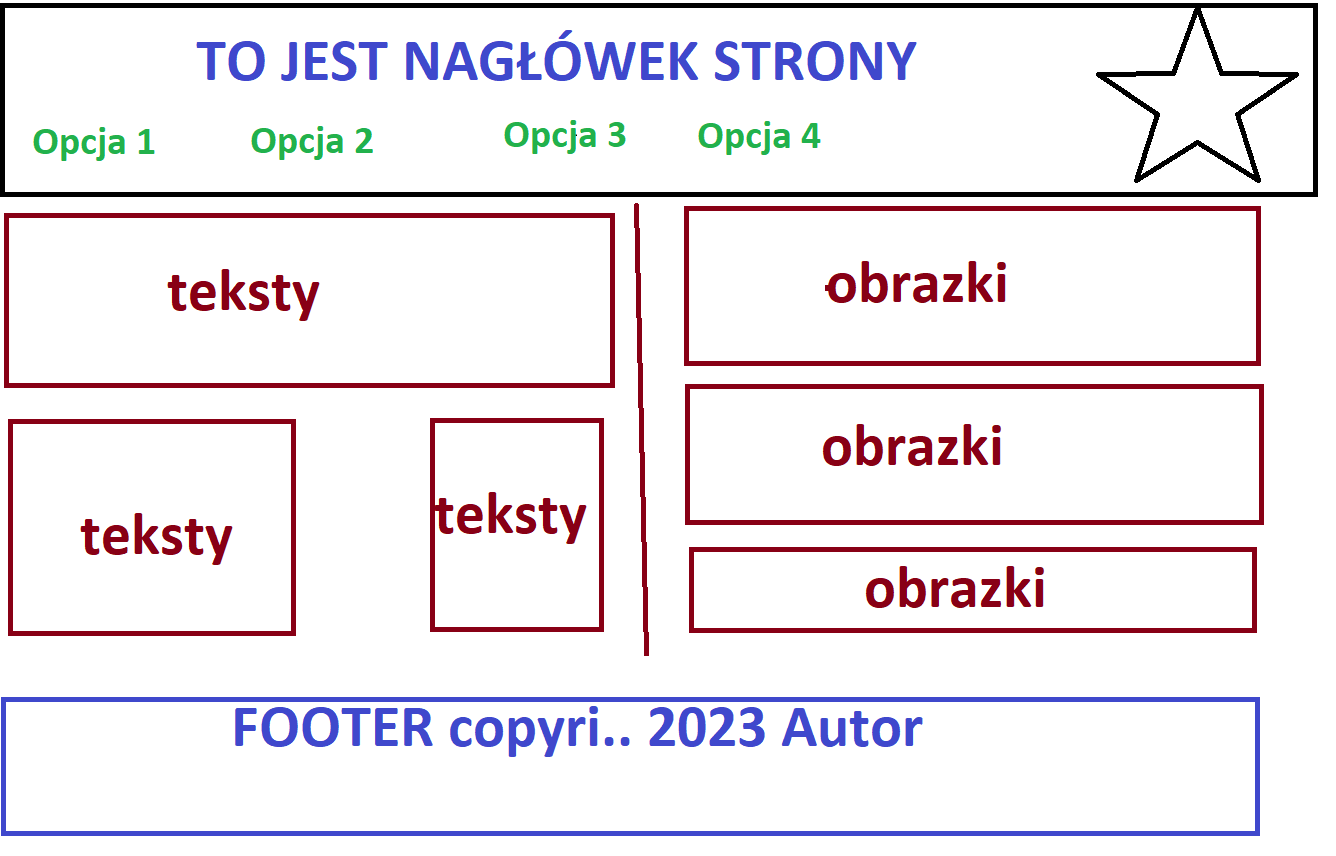 TO JEST NAGŁÓWEK STRONY
Opcja 1
Opcja 2
Opcja 3
Opcja 4
teksty
teksty
teksty
obrazki
obrazki
obrazki
FOOTER copyri.. 2023 Autor